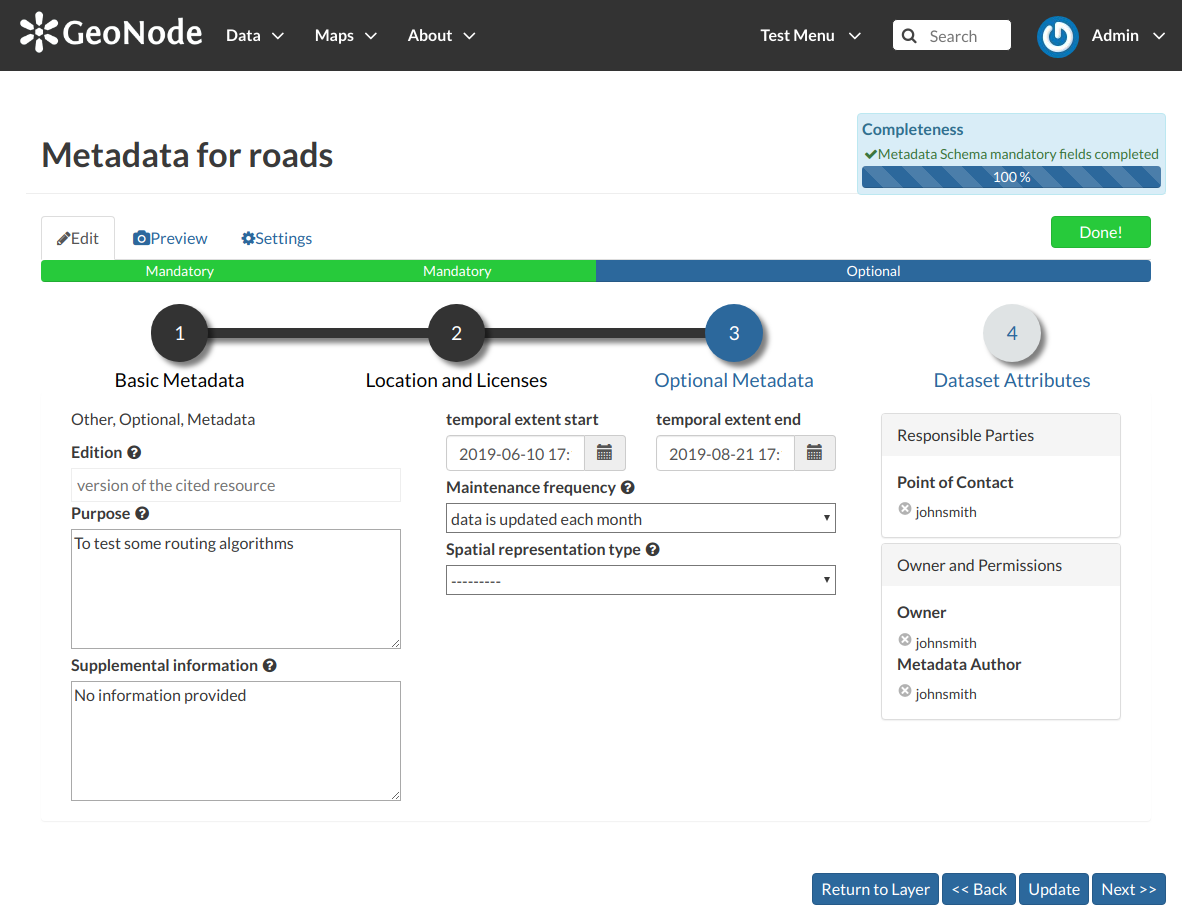 GeoNode Data Maps About Test Menu Search Admin
Metadata for roads
Completeness
Metadata Schema mandatory fields completed
100 %
Edit Preview Settings Done!
Mandatory Mandatory Optional
1 2 3 4
Basic Metadata Location and Licenses Optional Metadata Dataset Attributes
Other, Optional, Metadata
Edition
version of the cited resource
Purpose
To test some routing algorithms
Supplemental information
No information provided
temporal extent start temporal extent end
2019-06-10 17: 2019-08-21 17:
Maintenance frequency
data is updated each month
Spatial representation type
---------
Responsible Parties
Point of Contact
johnsmith
Owner and Permissions
Owner
johnsmith
Metadata Author
johnsmith
Return to Layer << Back Update Next >>